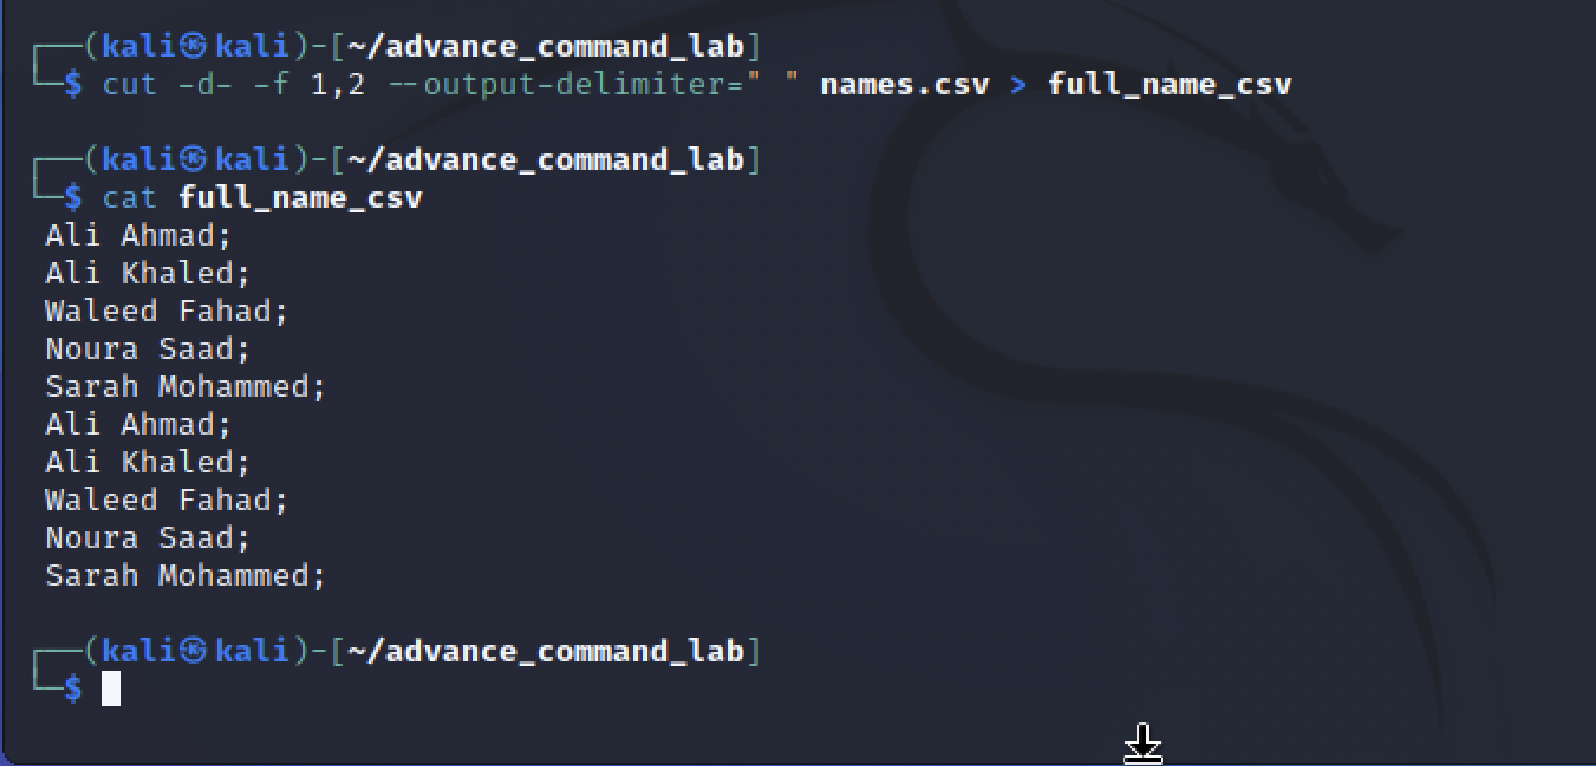 ┌──(kali㉿kali)-[~/advance_command_lab]
└─$ cut -d- -f 1,2 --output-delimiter=" " names.csv > full_name_csv
┌──(kali㉿kali)-[~/advance_command_lab]
└─$ cat full_name_csv
Ali Ahmad;
Ali Khaled;
Waleed Fahad;
Noura Saad;
Sarah Mohammed;
Ali Ahmad;
Ali Khaled;
Waleed Fahad;
Noura Saad;
Sarah Mohammed;
┌──(kali㉿kali)-[~/advance_command_lab]
└─$